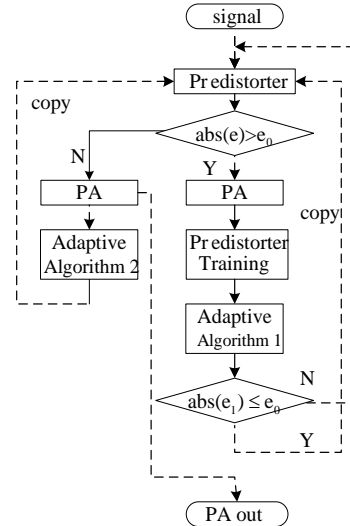 signal
Predistorter
copy
abs(e)>e₀
N
Y
PA
PA
copy
Adaptive
Algorithm 2
Predistorter
Training
Adaptive
Algorithm 1
N
abs(e₁) ≤ e₀
Y
PA out